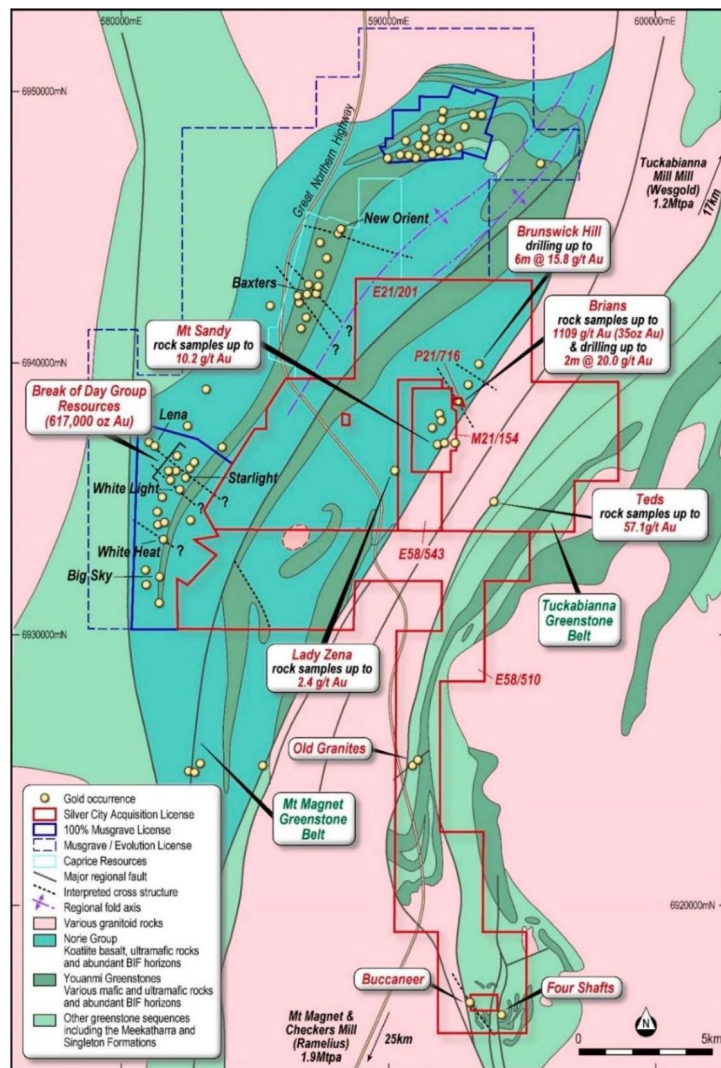 580000mE
590000mE
600000mE
6950000mN
Great Northern Highway
Tuckabianna
Mill Mill
(Wesgold)
1.2Mtpa
17km
New Orient
Brunswick Hill
drilling up to
6m @ 15.8 g/t Au
Baxters
?
?
E21/201
Mt Sandy
rock samples up to
10.2 g/t Au
Brians
rock samples up to
1109 g/t Au (35oz Au)
& drilling up to
2m @ 20.0 g/t Au
P21/716
6940000mN
Break of Day Group
Resources
(617,000 oz Au)
Lena
M21/154
Starlight
White Light
?
?
Teds
rock samples up to
57.1g/t Au
White Heat
?
E58/543
Big Sky
Tuckabianna
Greenstone
Belt
6930000mN
Lady Zena
rock samples up to
2.4 g/t Au
E58/510
Old Granites
Mt Magnet
Greenstone
Belt
Gold occurrence
Silver City Acquisition License
100% Musgrave License
Musgrave / Evolution License
Caprice Resources
Major regional fault
Interpreted cross structure
Regional fold axis
Various granitoid rocks
Norie Group
Koatiite basalt, ultramafic rocks
and abundant BIF horizons
Youanmi Greenstones
Various mafic and ultramafic rocks
and abundant BIF horizons
Other greenstone sequences
including the Meekatharra and
Singleton Formations
6920000mN
Buccaneer
Four Shafts
Mt Magnet &
Checkers Mill
(Ramelius)
1.9Mtpa
25km
N
0
5km